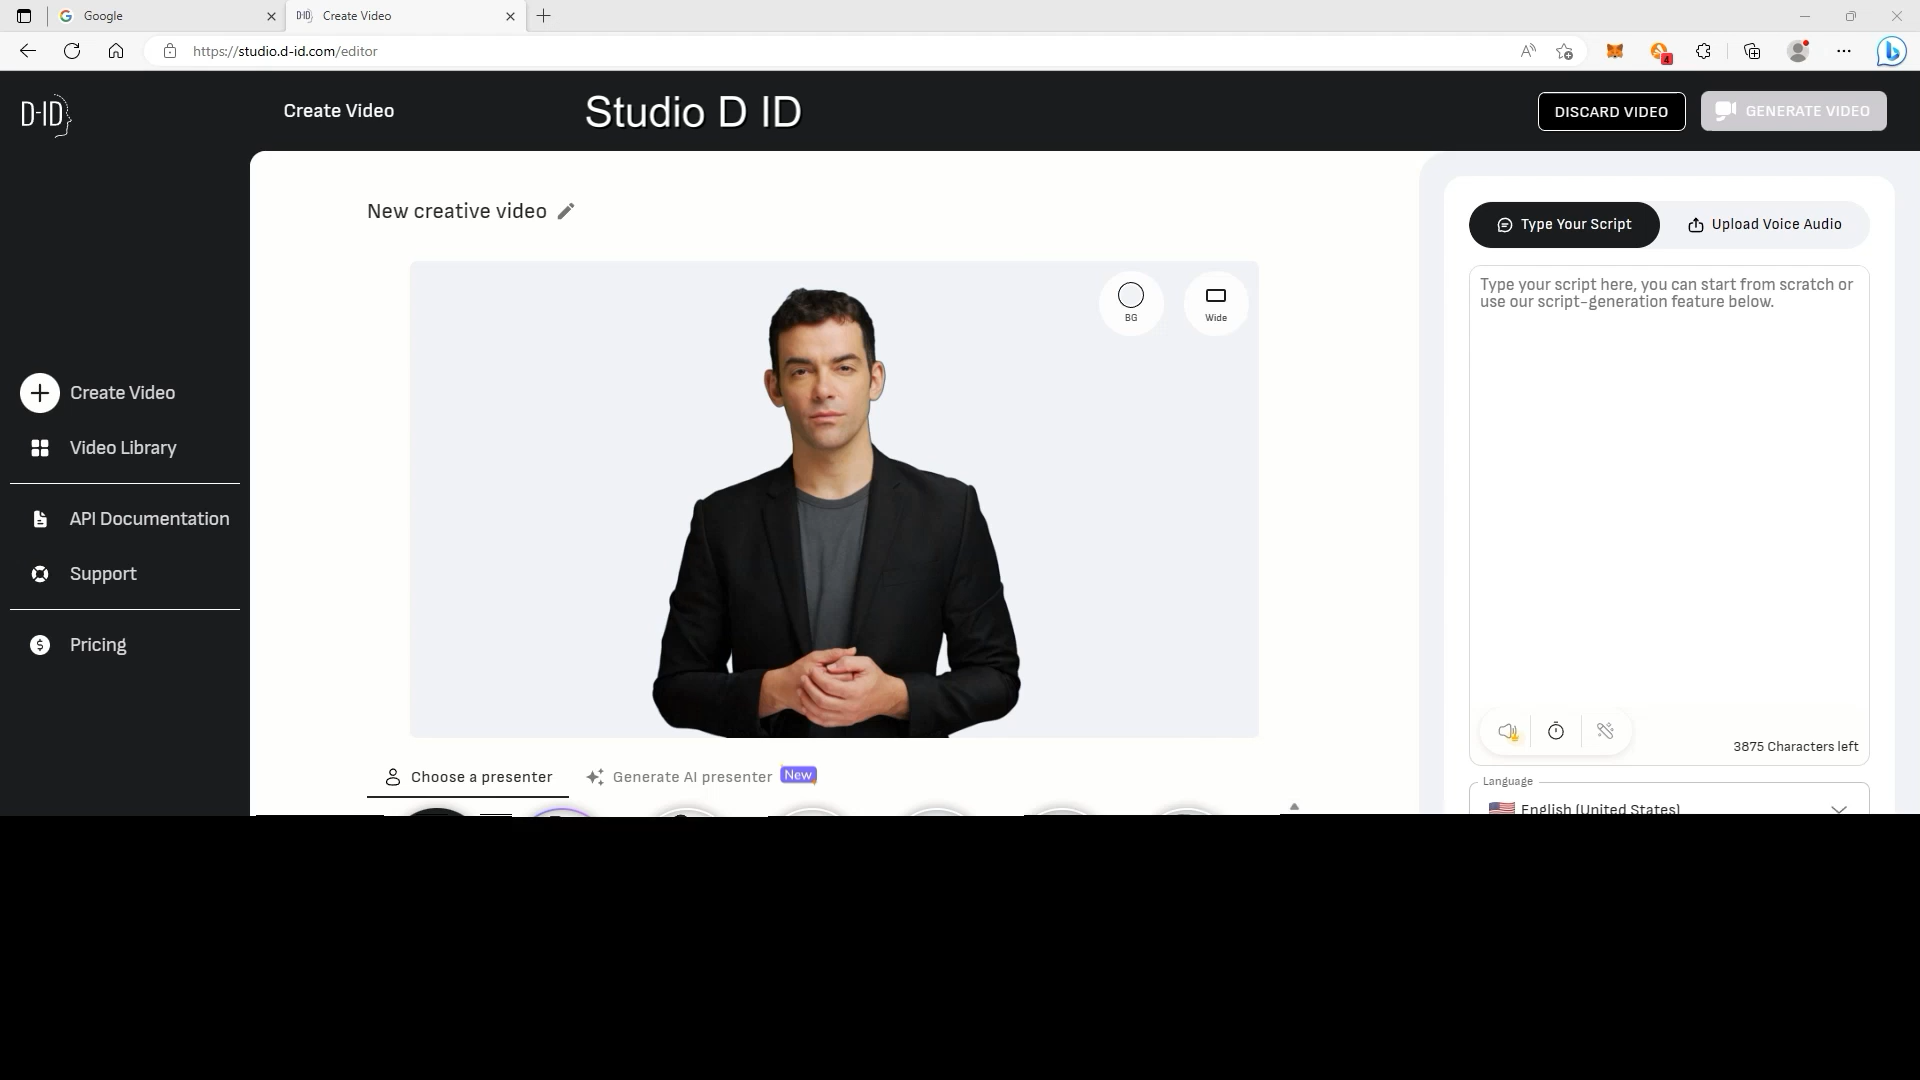 Google
Create Video
https://studio.d-id.com/editor
4
D-ID
Create Video
Studio D ID
DISCARD VIDEO
GENERATE VIDEO
New creative video
Type Your Script
Upload Voice Audio
BG
Wide
Type your script here, you can start from scratch or
use our script-generation feature below.
Create Video
Video Library
API Documentation
Support
Pricing
3875 Characters left
Choose a presenter
Generate AI presenter
New
Language
English (United States)